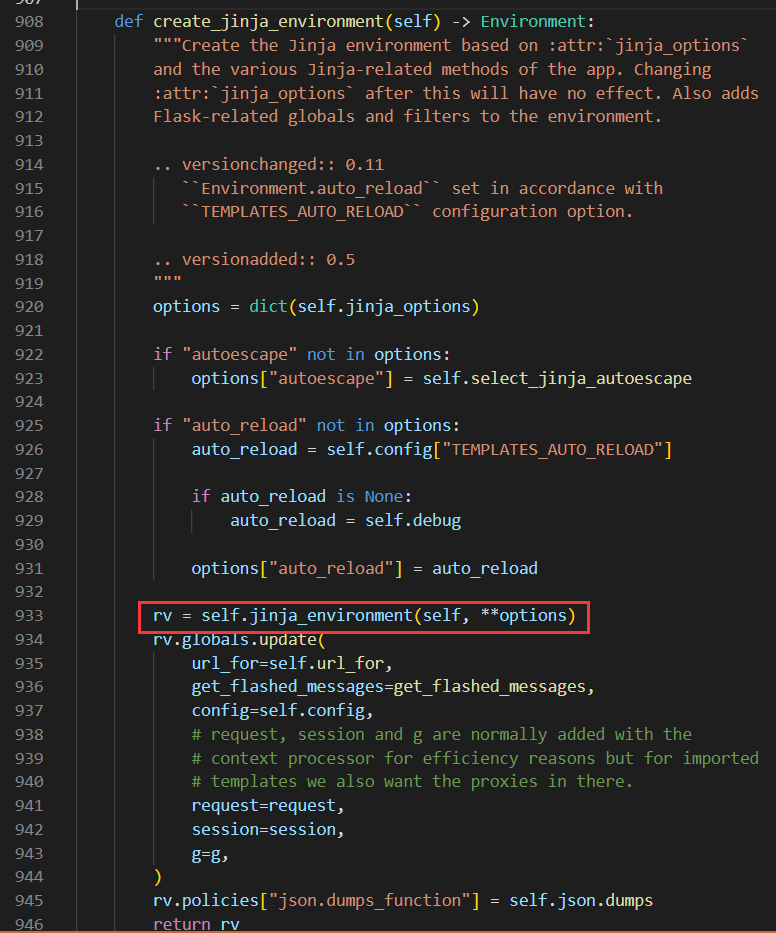 907
908 def create_jinja_environment(self) -> Environment:
909 """Create the Jinja environment based on :attr:`jinja_options`
910 and the various Jinja-related methods of the app. Changing
911 :attr:`jinja_options` after this will have no effect. Also adds
912 Flask-related globals and filters to the environment.
913
914 .. versionchanged:: 0.11
915 ``Environment.auto_reload`` set in accordance with
916 ``TEMPLATES_AUTO_RELOAD`` configuration option.
917
918 .. versionadded:: 0.5
919 """
920 options = dict(self.jinja_options)
921
922 if "autoescape" not in options:
923 options["autoescape"] = self.select_jinja_autoescape
924
925 if "auto_reload" not in options:
926 auto_reload = self.config["TEMPLATES_AUTO_RELOAD"]
927
928 if auto_reload is None:
929 auto_reload = self.debug
930
931 options["auto_reload"] = auto_reload
932
933 rv = self.jinja_environment(self, **options)
934 rv.globals.update(
935 url_for=self.url_for,
936 get_flashed_messages=get_flashed_messages,
937 config=self.config,
938 # request, session and g are normally added with the
939 # context processor for efficiency reasons but for imported
940 # templates we also want the proxies in there.
941 request=request,
942 session=session,
943 g=g,
944 )
945 rv.policies["json.dumps_function"] = self.json.dumps
946 return rv